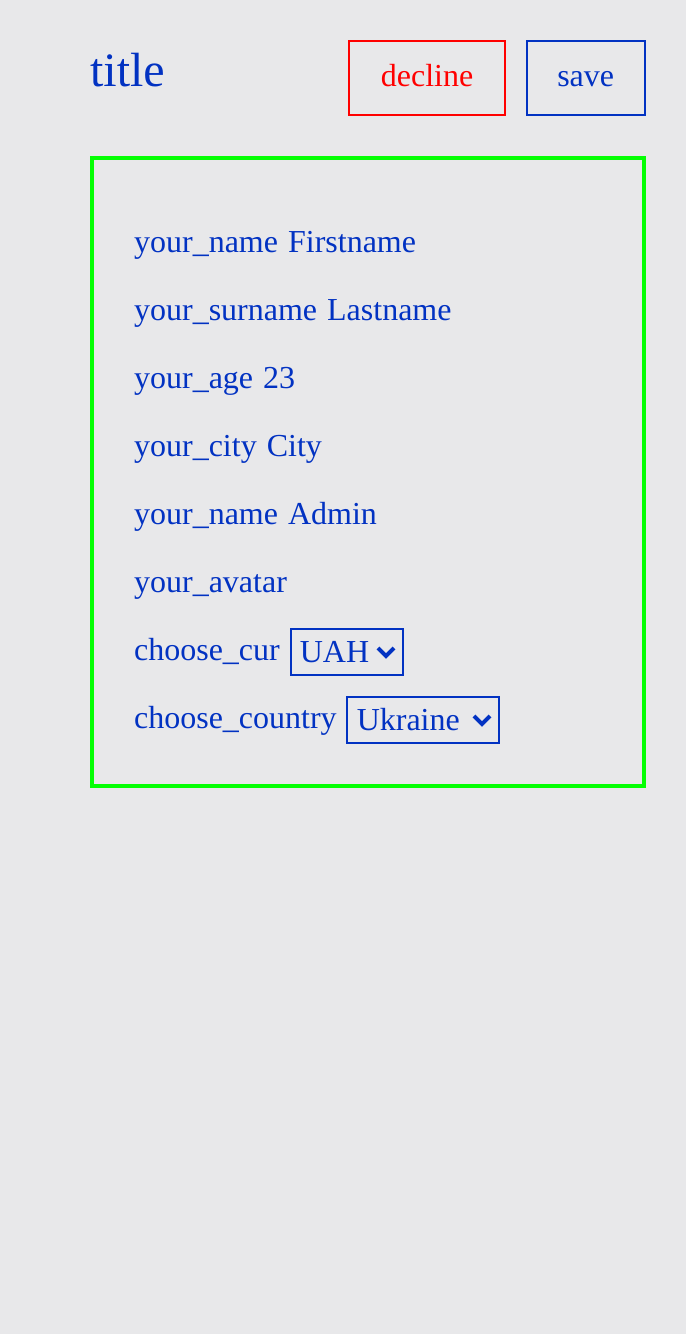 title
decline
save
your_name Firstname
your_surname Lastname
your_age 23
your_city City
your_name Admin
your_avatar
choose_cur UAH
choose_country Ukraine